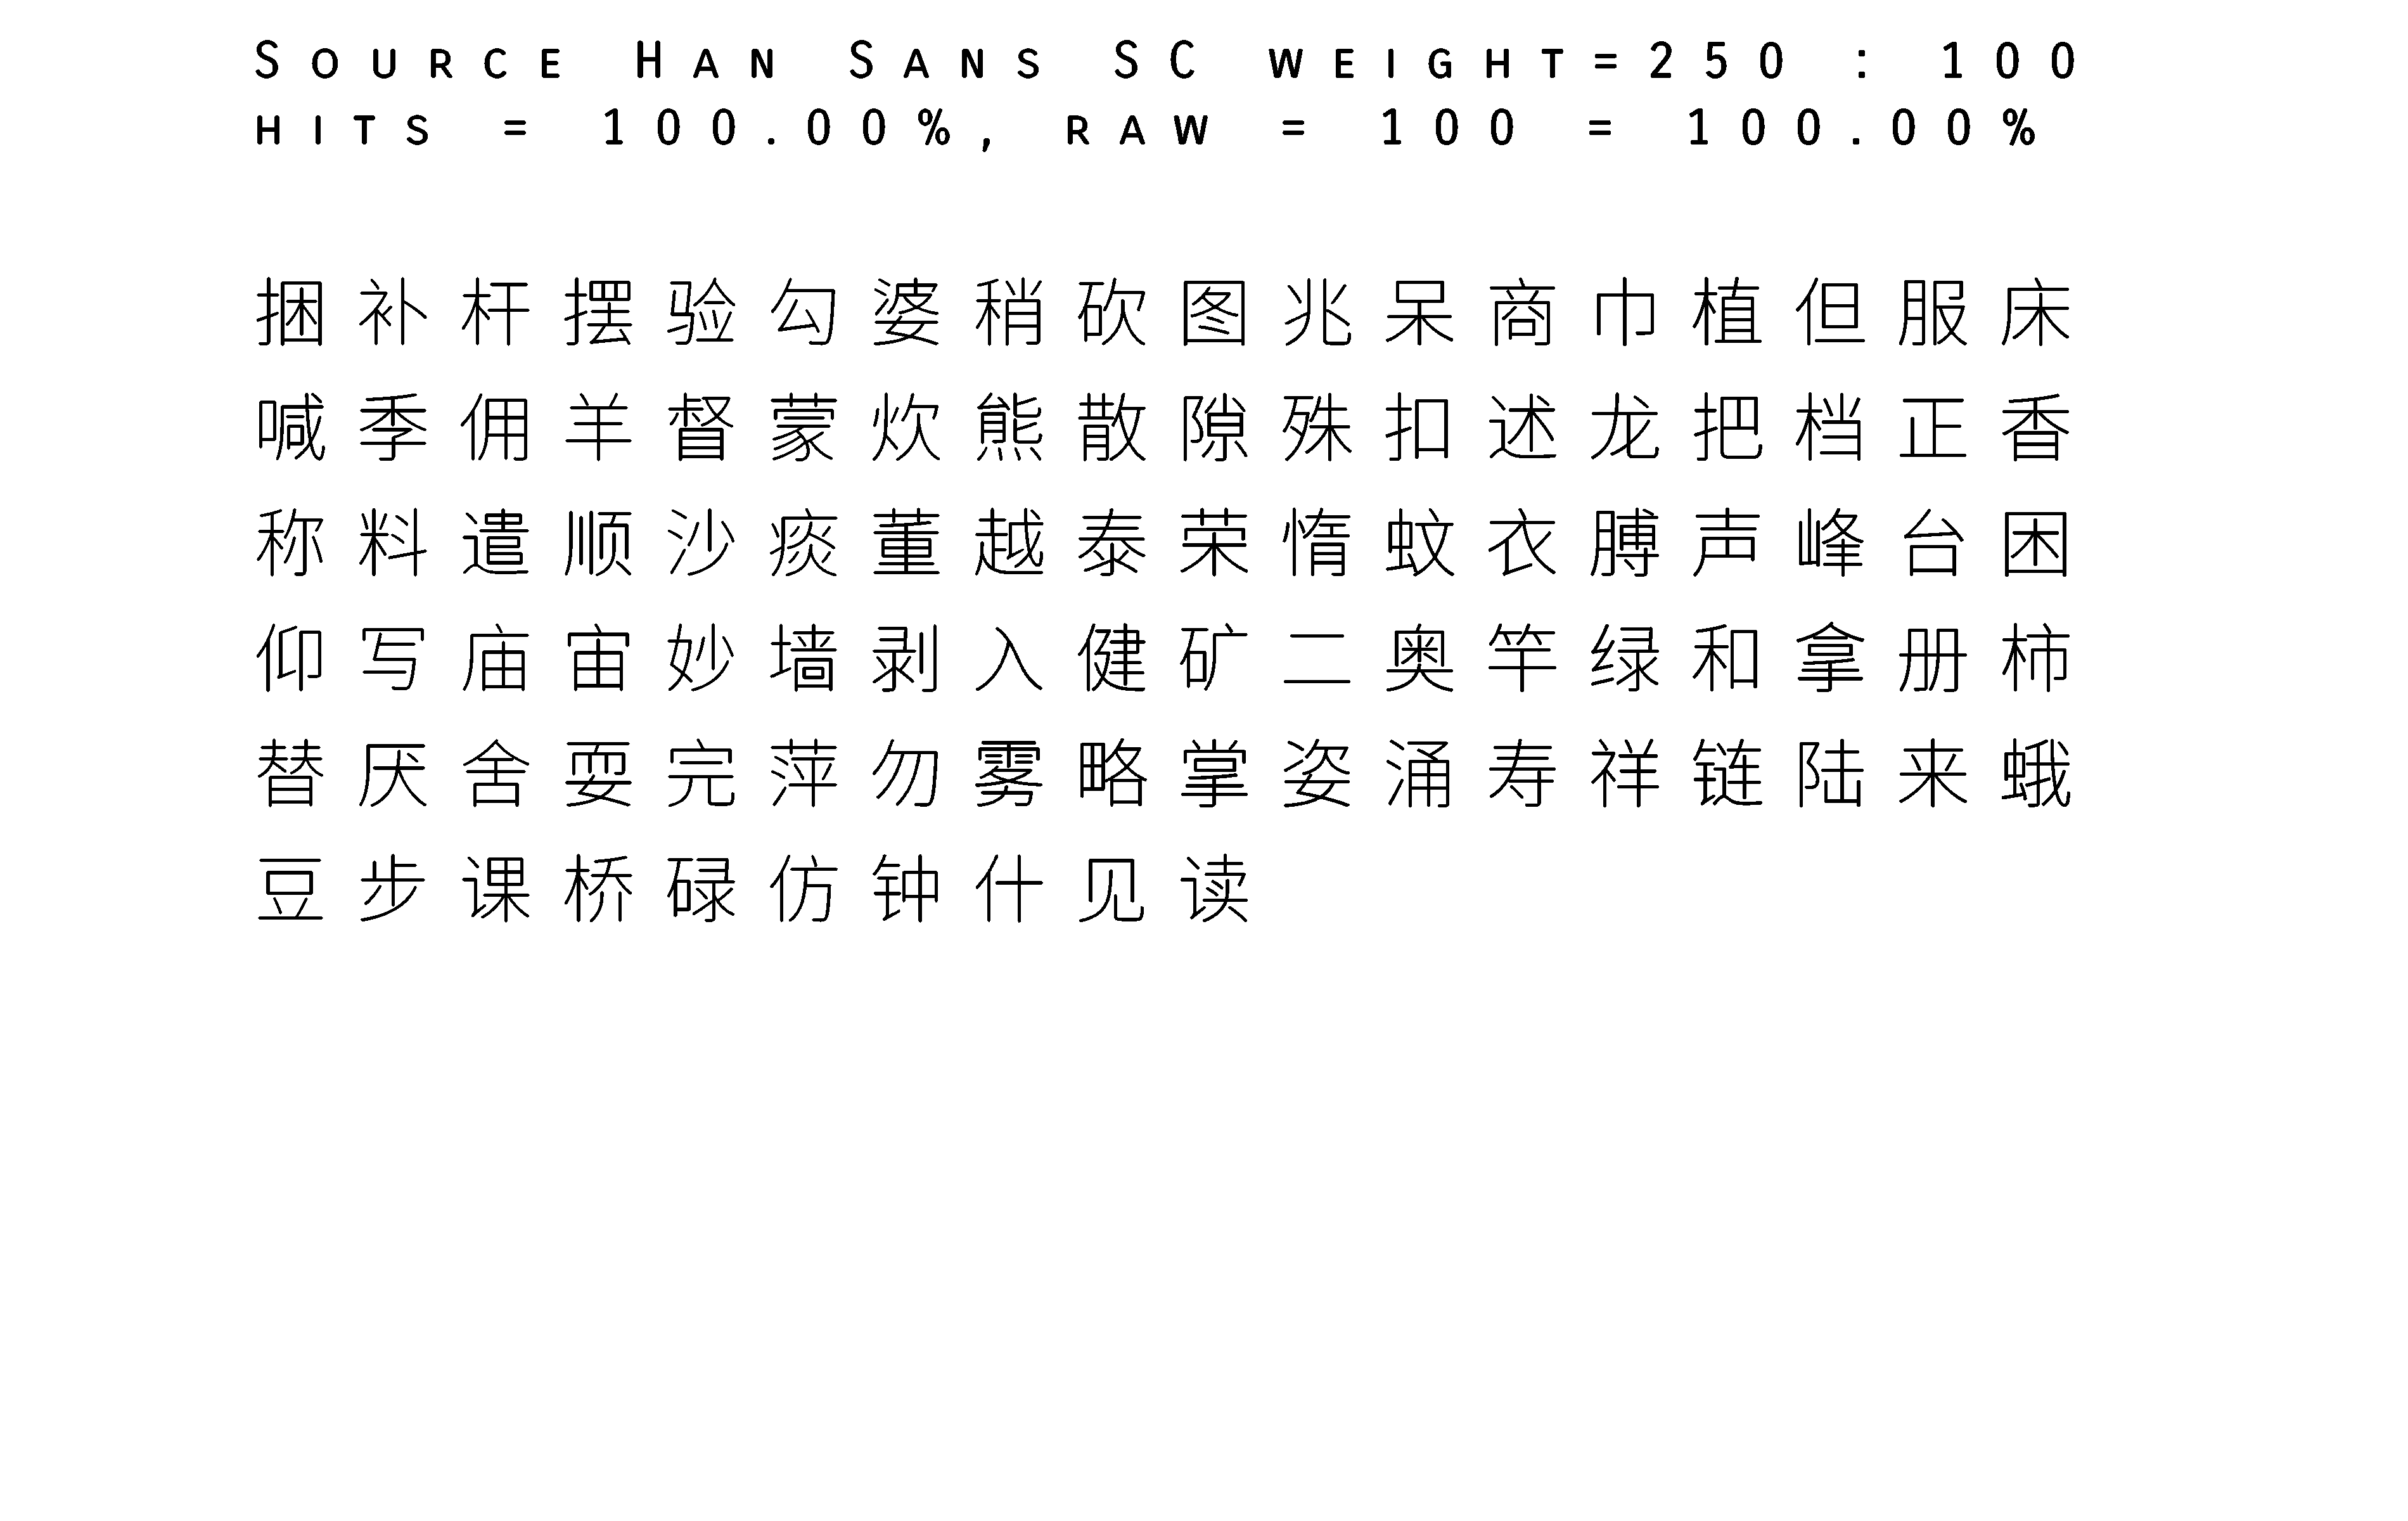 Source Han Sans SC weight=250 : 100
hits = 100.00%, raw = 100 = 100.00%
捆补杆摆验勾婆稍砍图兆呆商巾植但服床
喊季佣羊督蒙炊熊散隙殊扣述龙把档正香
称料遣顺沙痰董越泰荣惰蚊衣膊声峰台困
仰写庙宙妙墙剥入健矿二奥竿绿和拿册柿
替厌舍耍完萍勿雾略掌姿涌寿祥链陆来蛾
豆步课桥碌仿钟什见读